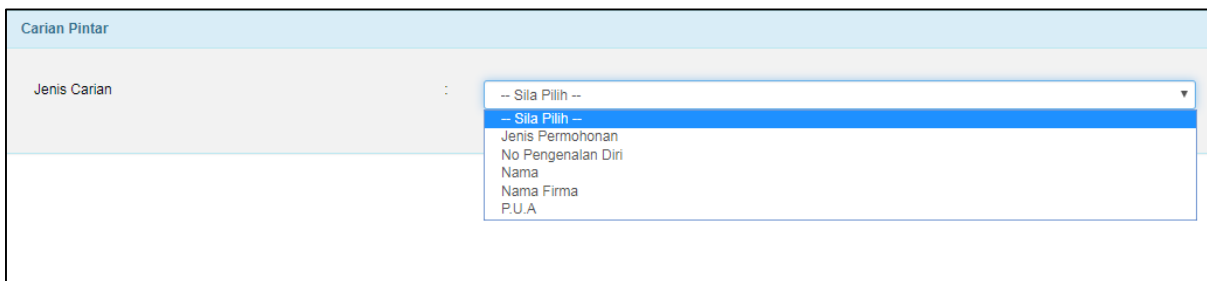 Carian Pintar
Jenis Carian : -- Sila Pilih --
-- Sila Pilih --
Jenis Permohonan
No Pengenalan Diri
Nama
Nama Firma
P.U.A